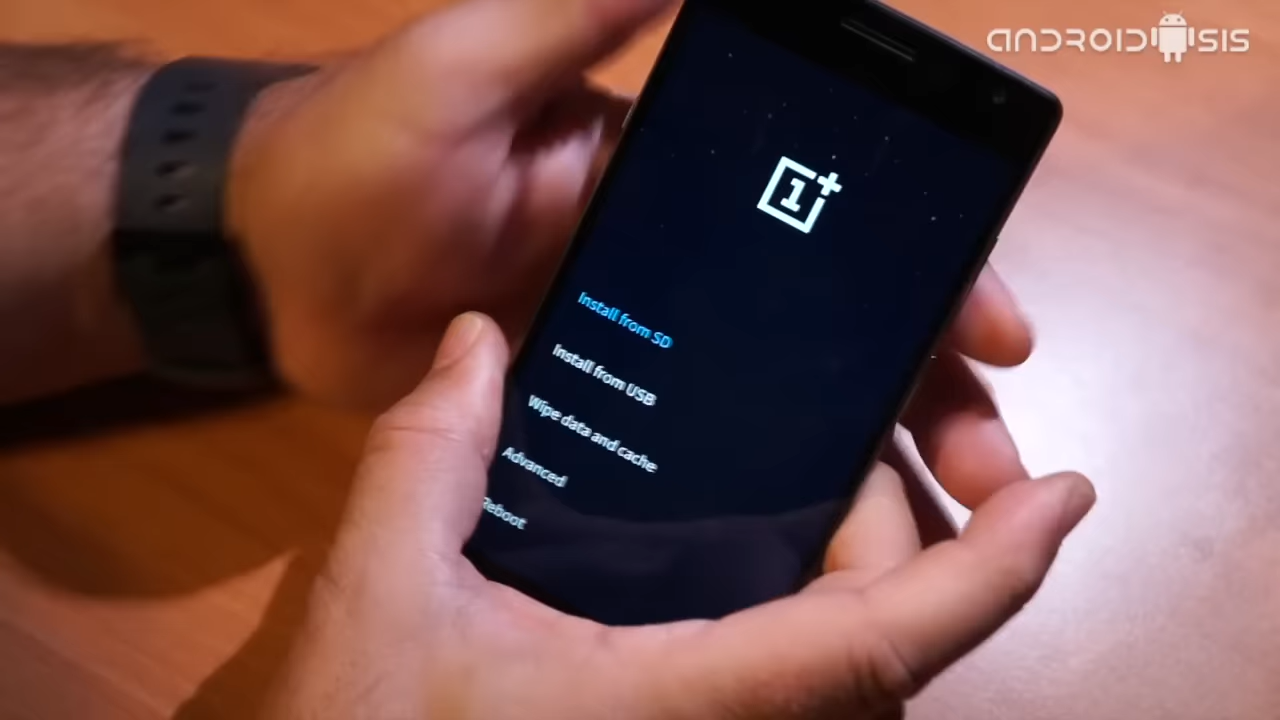 ANDROIDSIS
1+
Install from SD
Install from USB
Wipe data and cache
Advanced
Reboot